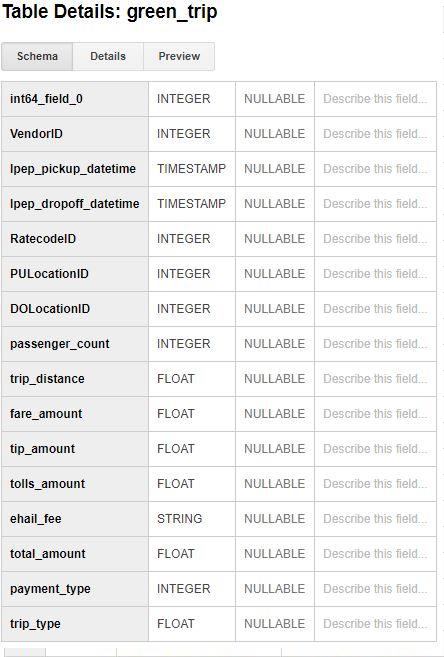 Table Details: green_trip
Schema Details Preview
int64_field_0 INTEGER NULLABLE Describe this field...
VendorID INTEGER NULLABLE Describe this field...
lpep_pickup_datetime TIMESTAMP NULLABLE Describe this field...
lpep_dropoff_datetime TIMESTAMP NULLABLE Describe this field...
RatecodeID INTEGER NULLABLE Describe this field...
PULocationID INTEGER NULLABLE Describe this field...
DOLocationID INTEGER NULLABLE Describe this field...
passenger_count INTEGER NULLABLE Describe this field...
trip_distance FLOAT NULLABLE Describe this field...
fare_amount FLOAT NULLABLE Describe this field...
tip_amount FLOAT NULLABLE Describe this field...
tolls_amount FLOAT NULLABLE Describe this field...
ehail_fee STRING NULLABLE Describe this field...
total_amount FLOAT NULLABLE Describe this field...
payment_type INTEGER NULLABLE Describe this field...
trip_type FLOAT NULLABLE Describe this field...